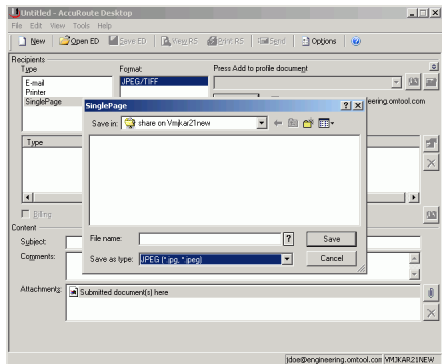 Untitled - AccuRoute Desktop
File Edit View Tools Help
New Open ED Save ED View RS Print RS Send Options
Recipients
Type Format Press Add to profile document
E-mail JPEG/TIFF
Printer
SinglePage
eering.omtool.com
SinglePage
Save in: share on Vmjkar21new
Type
Billing
File name: Save
Save as type: JPEG (*.jpg, *.jpeg) Cancel
Content
Subject:
Comments:
Attachments: Submitted document(s) here
jdoe@engineering.omtool.com VMJKAR21NEW